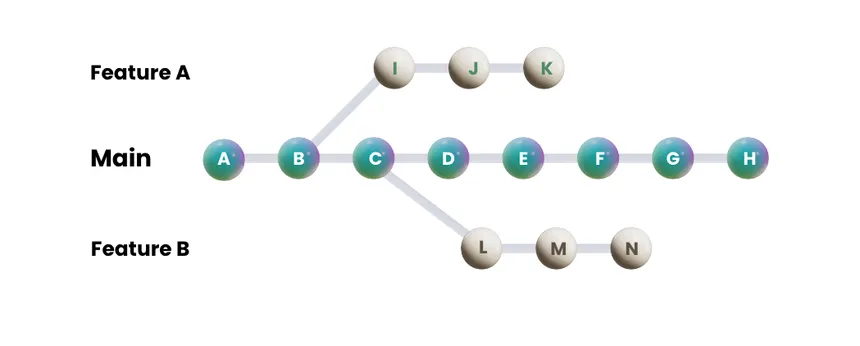 Feature A
I J K
Main
A B C D E F G H
Feature B
L M N